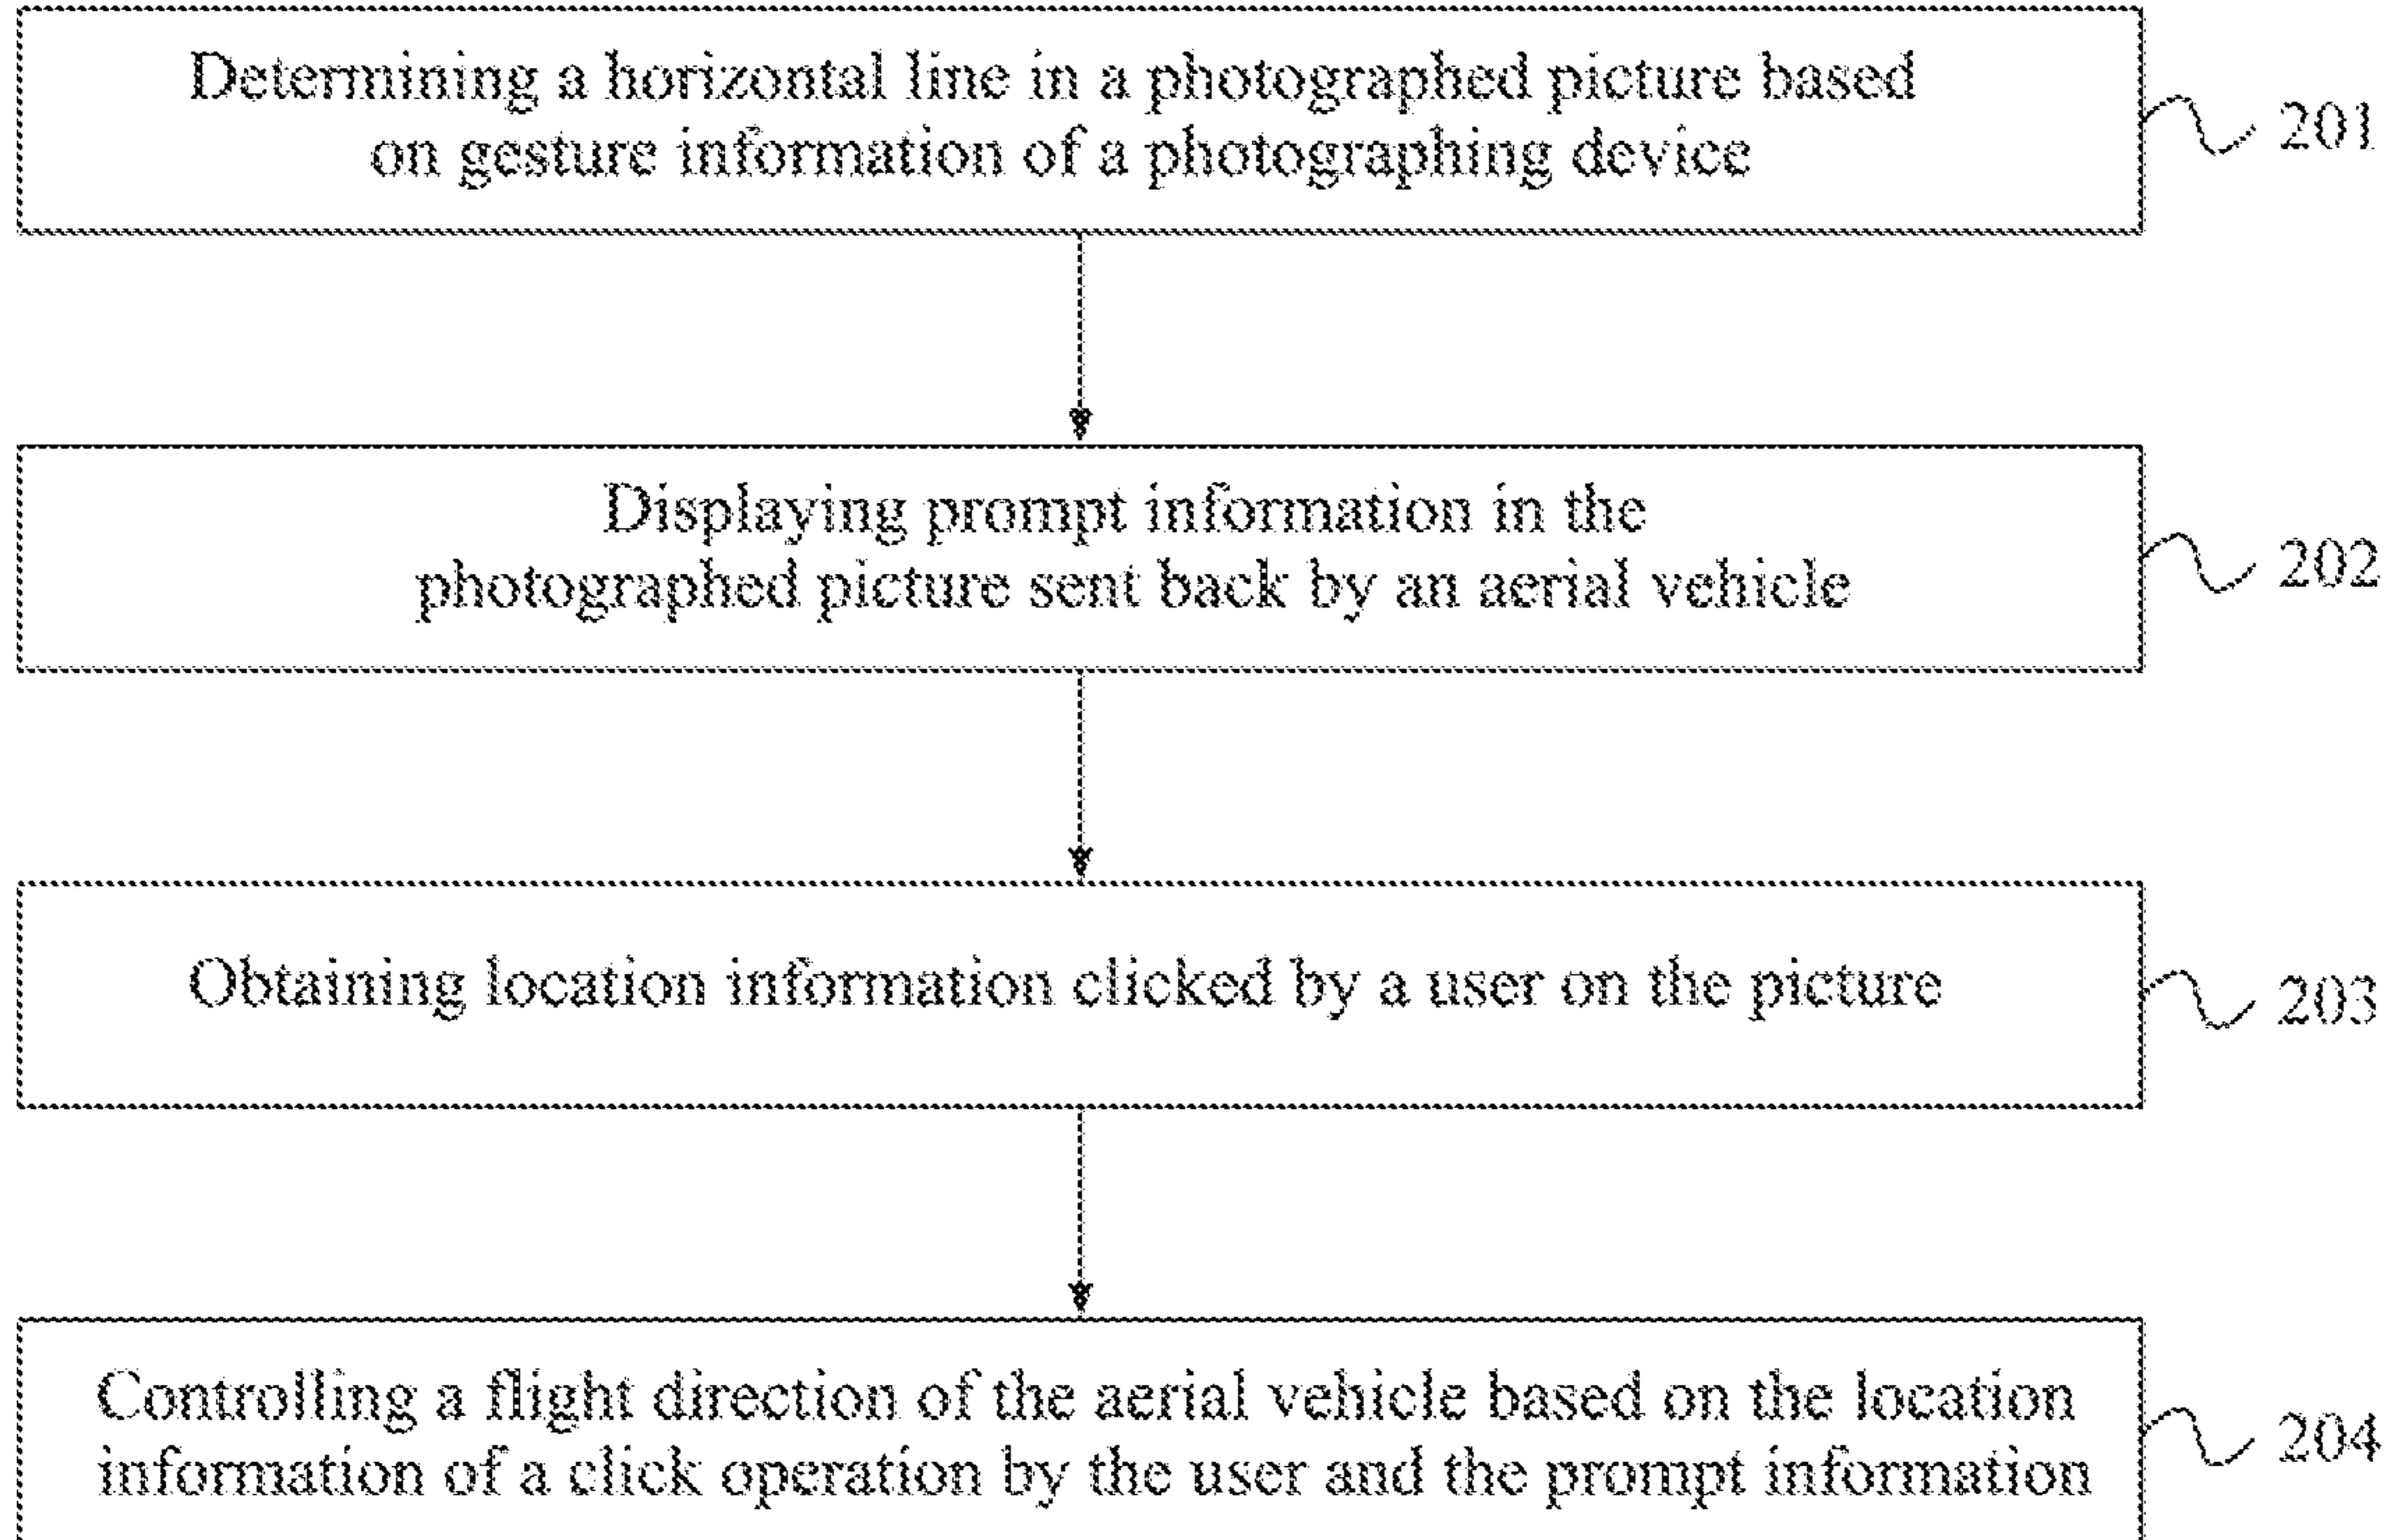 Determining a horizontal line in a photographed picture based
on gesture information of a photographing device
201
Displaying prompt information in the
photographed picture sent back by an aerial vehicle
202
Obtaining location information clicked by a user on the picture
203
Controlling a flight direction of the aerial vehicle based on the location
information of a click operation by the user and the prompt information
204